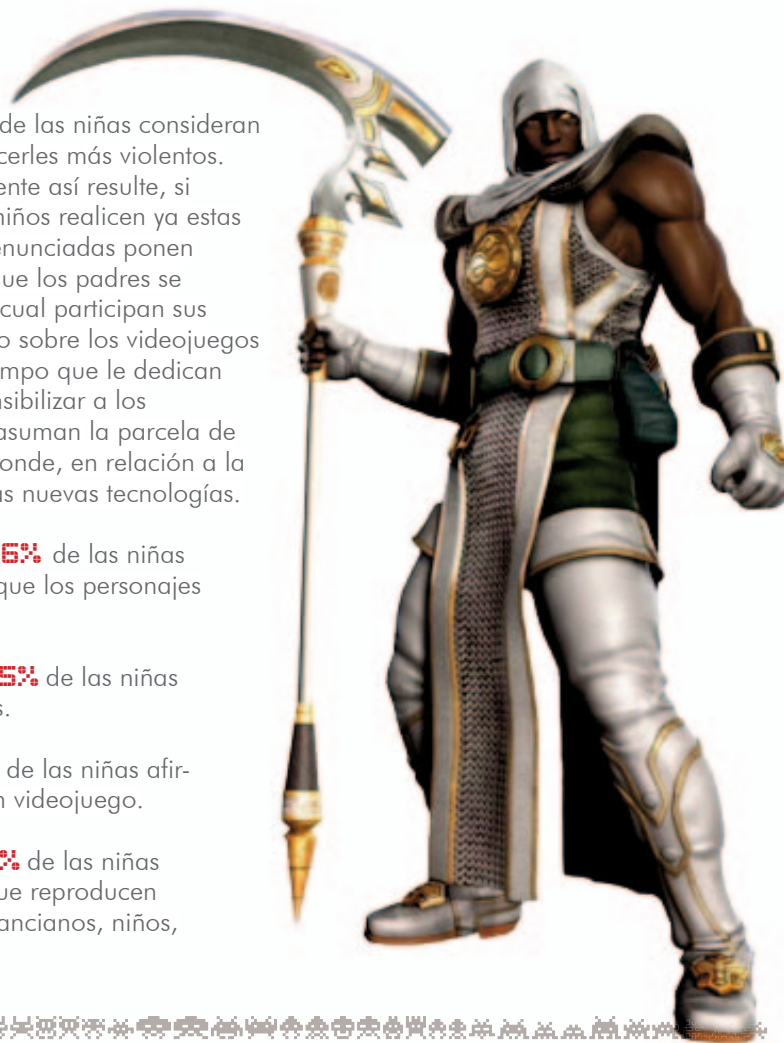 de las niñas consideran
cerles más violentos.
ente así resulte, si
niños realicen ya estas
enunciadas ponen
ue los padres se
cual participan sus
o sobre los videojuegos
mpo que le dedican
nsibilizar a los
asuman la parcela de
onde, en relación a la
as nuevas tecnologías.
6% de las niñas
que los personajes
5% de las niñas
s.
de las niñas afir-
n videojuego.
% de las niñas
ue reproducen
ancianos, niños,